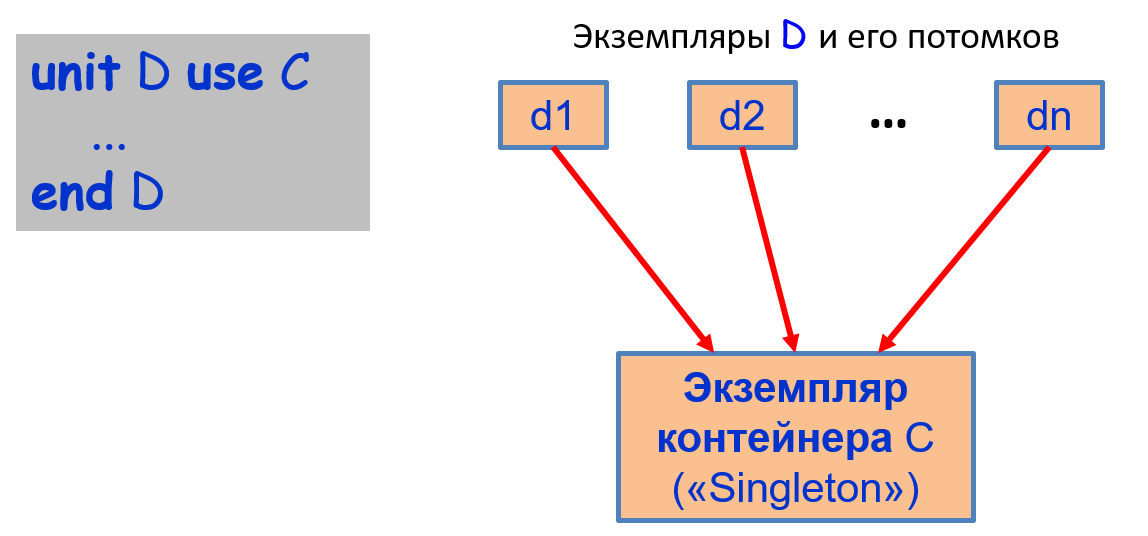 unit D use C
...
end D
Экземпляры D и его потомков
d1 d2 ... dn
Экземпляр
контейнера C
(«Singleton»)